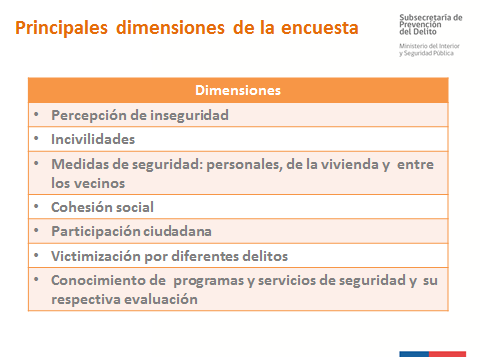 Principales dimensiones de la encuesta
Subsecretaría de
Prevención
del Delito
Ministerio del Interior
y Seguridad Pública
Dimensiones
• Percepción de inseguridad
• Incivilidades
• Medidas de seguridad: personales, de la vivienda y entre
los vecinos
• Cohesión social
• Participación ciudadana
• Victimización por diferentes delitos
• Conocimiento de programas y servicios de seguridad y su
respectiva evaluación